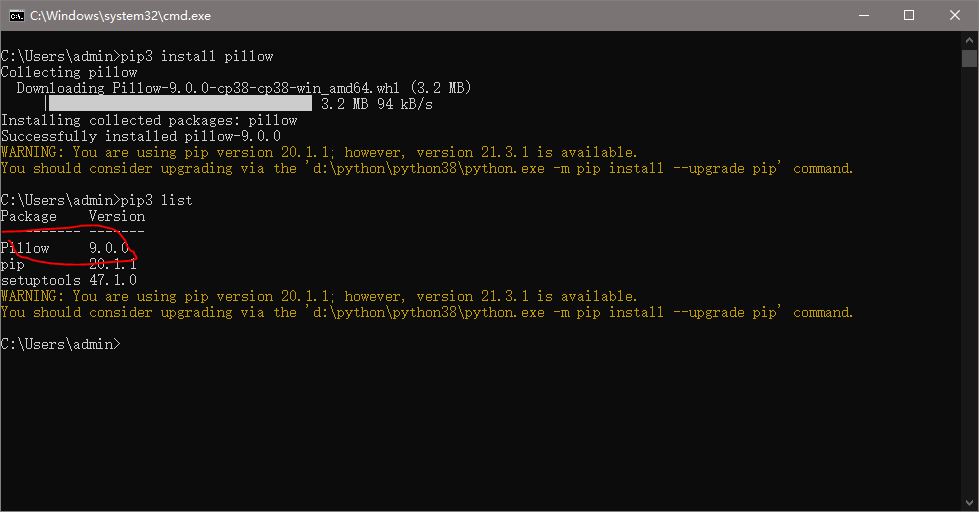 C:\Windows\system32\cmd.exe
C:\Users\admin>pip3 install pillow
Collecting pillow
  Downloading Pillow-9.0.0-cp38-cp38-win_amd64.whl (3.2 MB)
     |████████████████████████████████| 3.2 MB 94 kB/s
Installing collected packages: pillow
Successfully installed pillow-9.0.0
WARNING: You are using pip version 20.1.1; however, version 21.3.1 is available.
You should consider upgrading via the 'd:\python\python38\python.exe -m pip install --upgrade pip' command.
C:\Users\admin>pip3 list
Package    Version
---------- -------
Pillow     9.0.0
pip        20.1.1
setuptools 47.1.0
WARNING: You are using pip version 20.1.1; however, version 21.3.1 is available.
You should consider upgrading via the 'd:\python\python38\python.exe -m pip install --upgrade pip' command.
C:\Users\admin>